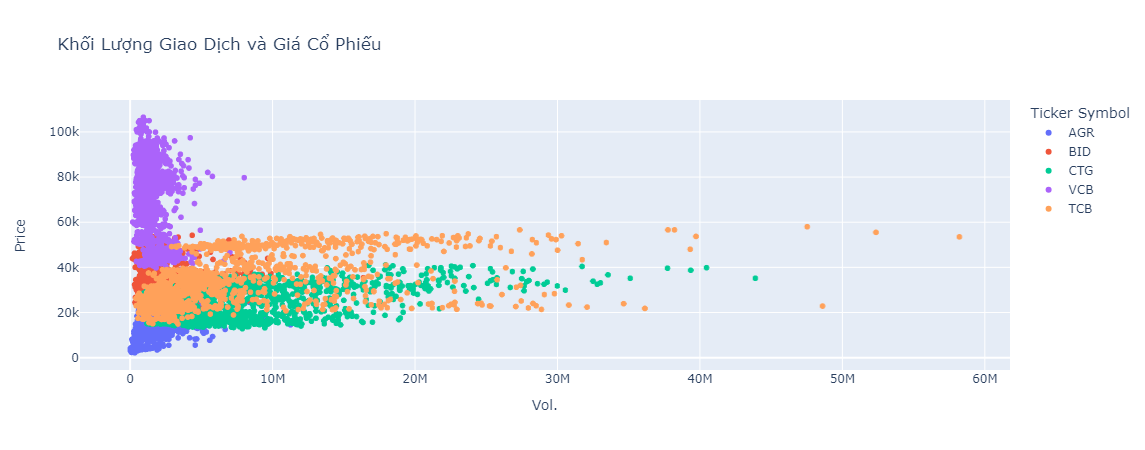 Khối Lượng Giao Dịch và Giá Cổ Phiếu
Ticker Symbol
AGR
BID
CTG
VCB
TCB
Price
100k
80k
60k
40k
20k
0
0
10M
20M
30M
40M
50M
60M
Vol.